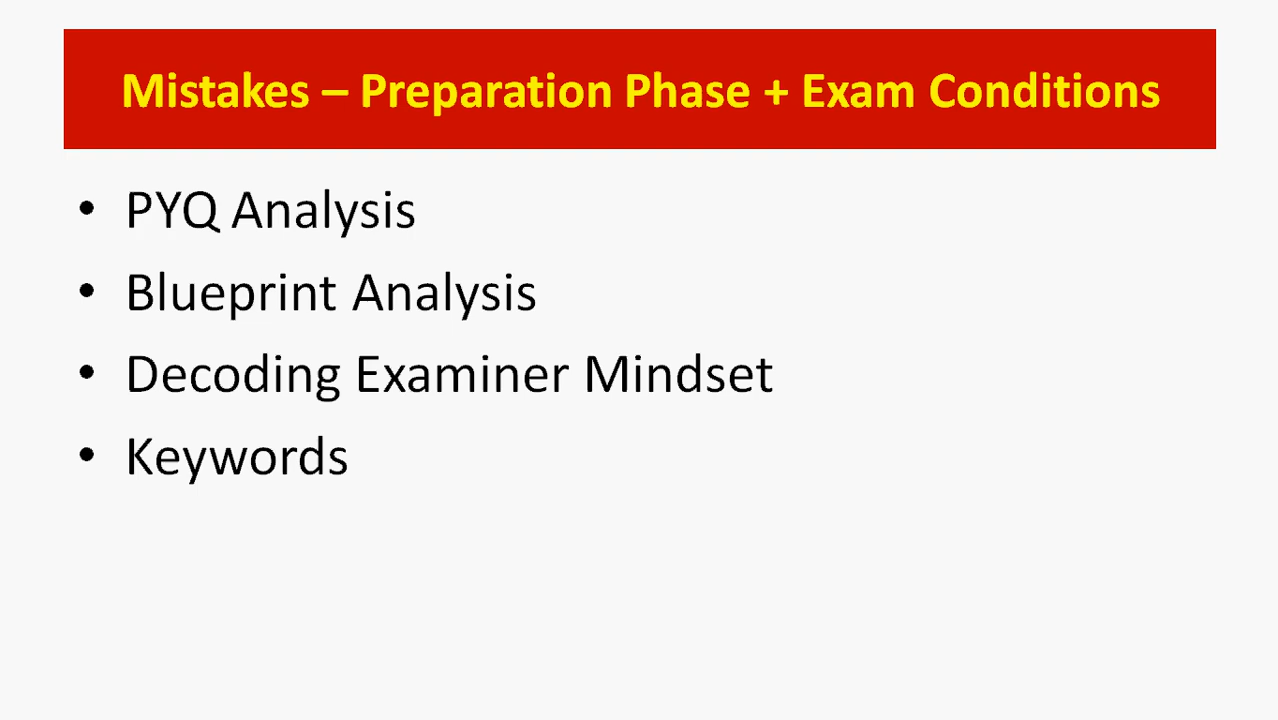 Mistakes – Preparation Phase + Exam Conditions
• PYQ Analysis
• Blueprint Analysis
• Decoding Examiner Mindset
• Keywords